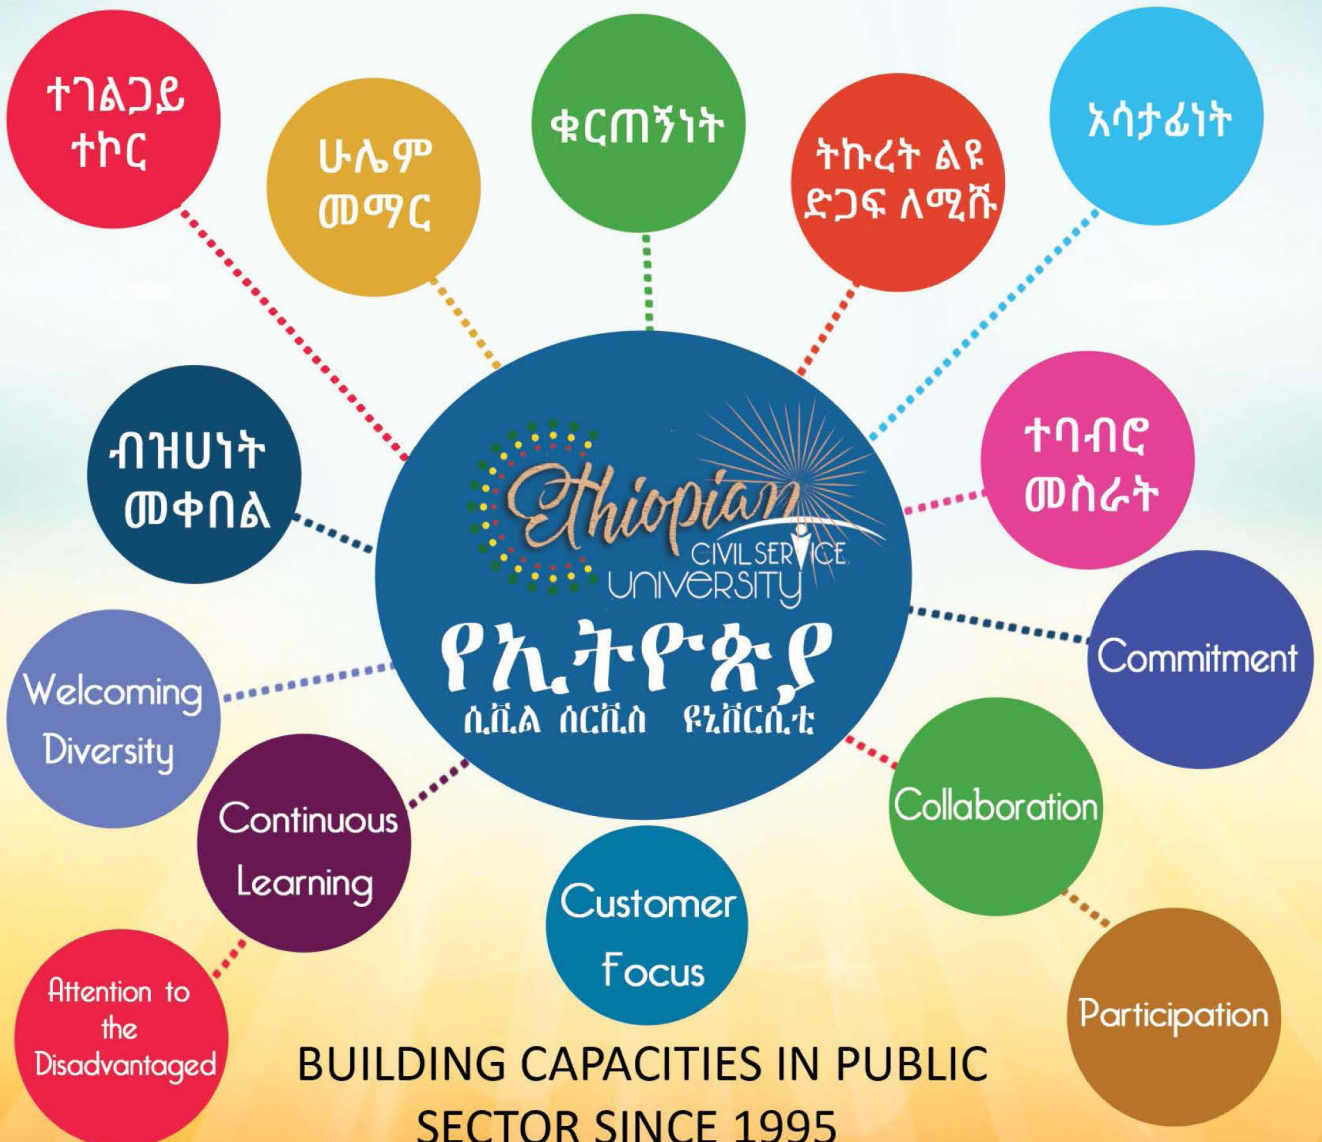 ተገልጋይ
ተኮር
ሁሌም
መማር
ቁርጠኝነት
ትኩረት ልዩ
ድጋፍ ለሚሹ
አሳታፊነት
ብዝሀነት
መቀበል
ተባብሮ
መስራት
Ethiopian
CIVIL SERVICE
UNIVERSITY
የኢትዮጵያ
ሲቪል ሰርቪስ ዩኒቨርሲቲ
Welcoming
Diversity
Commitment
Continuous
Learning
Collaboration
Customer
Focus
Attention to
the
Disadvantaged
Participation
BUILDING CAPACITIES IN PUBLIC
SECTOR SINCE 1995